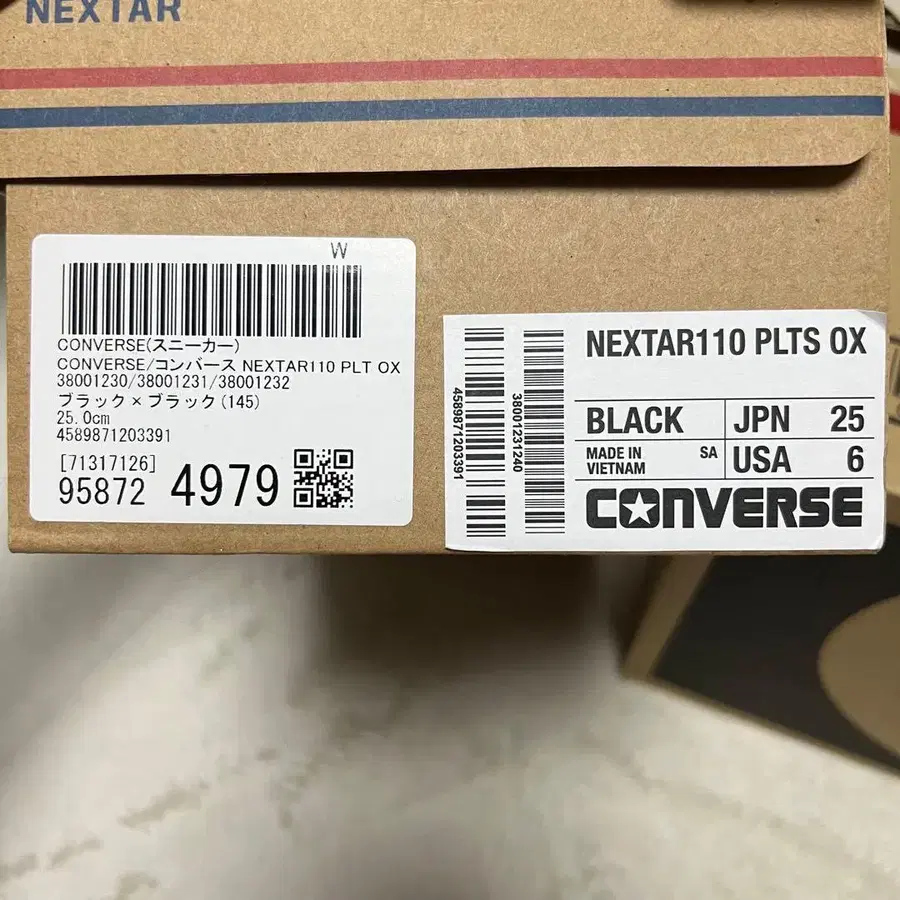 NEXTAR
W
CONVERSE(スニーカー)
CONVERSE/コンバース NEXTAR110 PLT OX
38001230/38001231/38001232
ブラック×ブラック(145)
25.0cm
4589871203391
[71317126]
95872 4979
4589871203391
38001231240
NEXTAR110 PLTS OX
BLACK JPN 25
MADE IN VIETNAM SA USA 6
CONVERSE